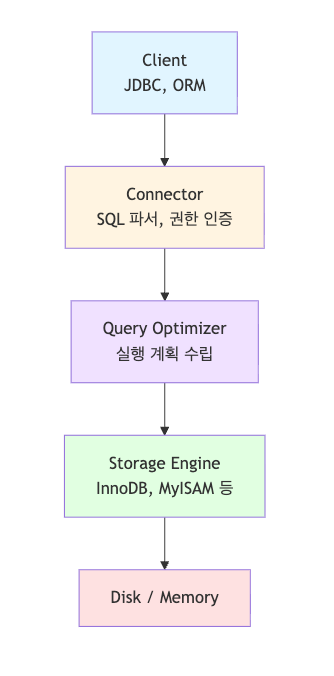 Client
JDBC, ORM
Connector
SQL 파서, 권한 인증
Query Optimizer
실행 계획 수립
Storage Engine
InnoDB, MyISAM 등
Disk / Memory